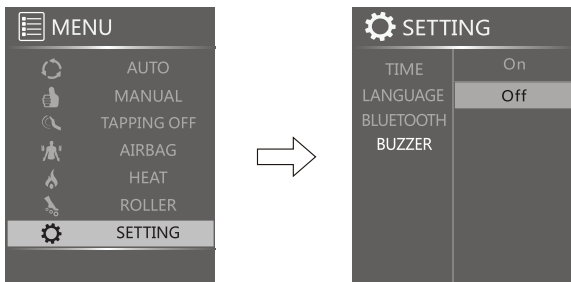 MENU
AUTO
MANUAL
TAPPING OFF
AIRBAG
HEAT
ROLLER
SETTING
SETTING
TIME
LANGUAGE
BLUETOOTH
BUZZER
On
Off